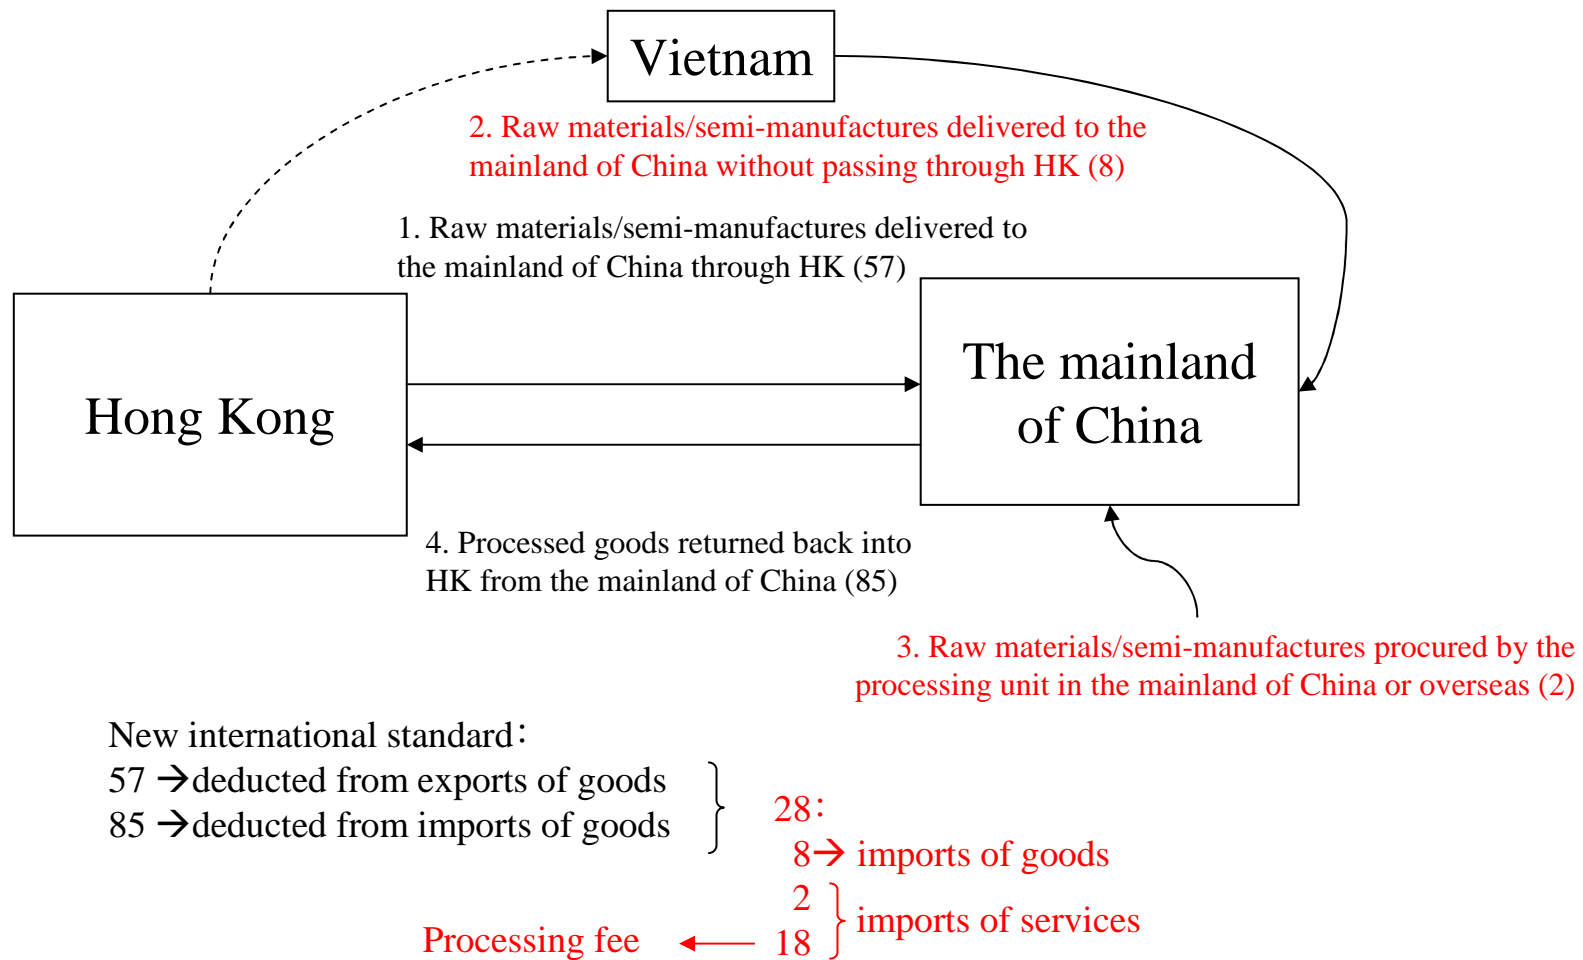 Vietnam
2. Raw materials/semi-manufactures delivered to the
mainland of China without passing through HK (8)
1. Raw materials/semi-manufactures delivered to
the mainland of China through HK (57)
Hong Kong
The mainland
of China
4. Processed goods returned back into
HK from the mainland of China (85)
3. Raw materials/semi-manufactures procured by the
processing unit in the mainland of China or overseas (2)
New international standard:
57 →deducted from exports of goods
85 →deducted from imports of goods
28:
8→ imports of goods
2
imports of services
18
Processing fee